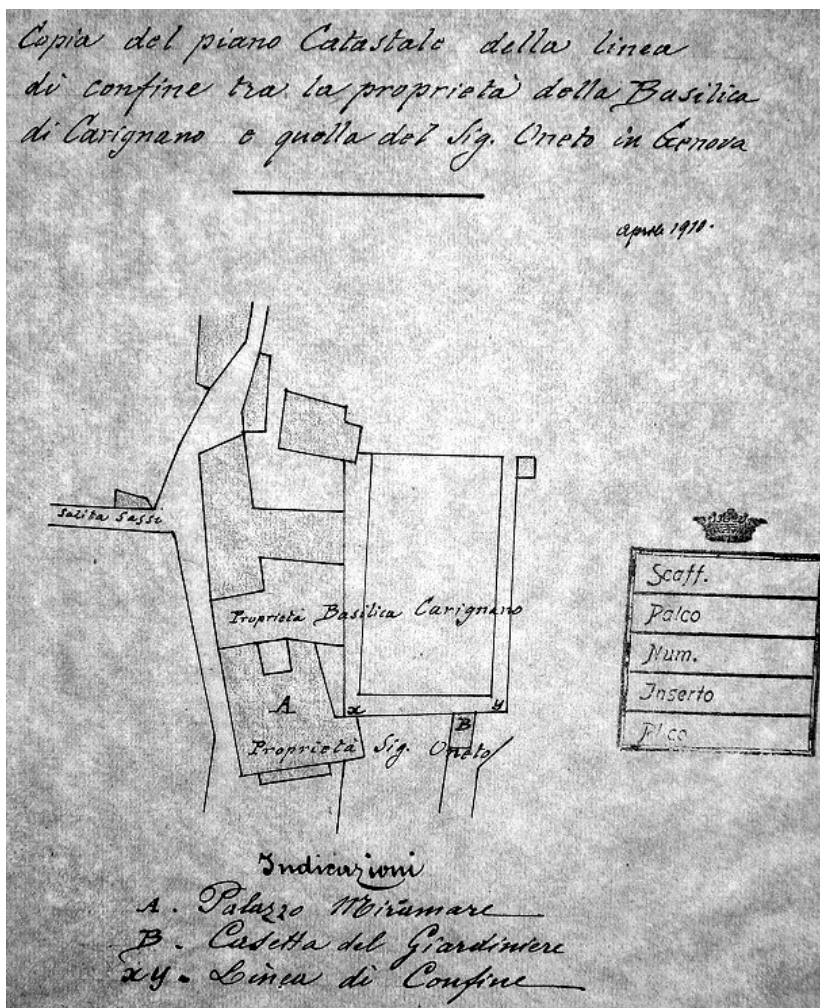 Copia del piano Catastale della linea
di confine tra la proprietà della Basilica
di Carignano e quella del Sig. Oneto in Genova
Aprile 1910.
Salita Sassi
Proprietà Basilica Carignano
A
x
y
B
Proprietà Sig. Oneto
Scaff.
Palco
Num.
Inserto
Plco
Indicazioni
A. Palazzo Miramare
B. Casetta del Giardiniere
xy. Linea di Confine